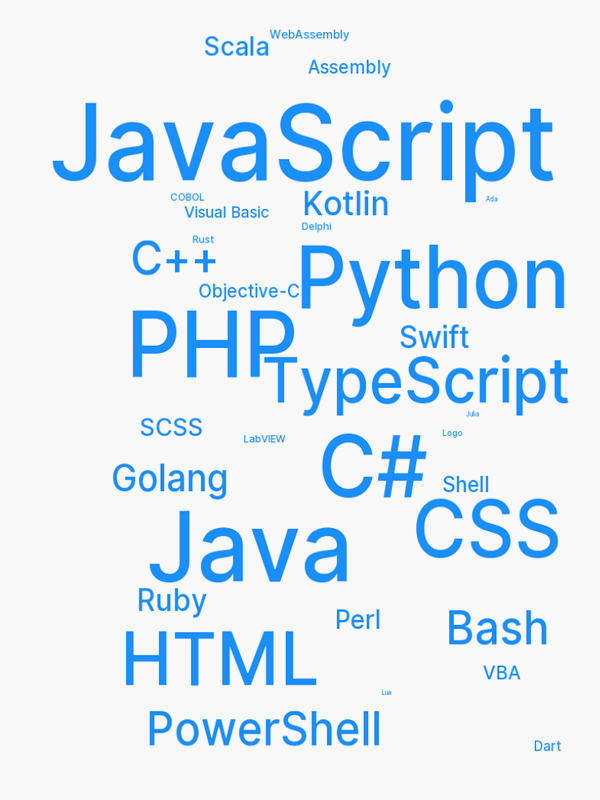 WebAssembly
Scala
Assembly
JavaScript
COBOL
Ada
Kotlin
Visual Basic
Delphi
Rust
C++
Python
Objective-C
PHP
Swift
TypeScript
Julia
SCSS
Logo
LabVIEW
C#
Golang
Shell
CSS
Java
Ruby
Perl
Bash
HTML
VBA
Lua
PowerShell
Dart